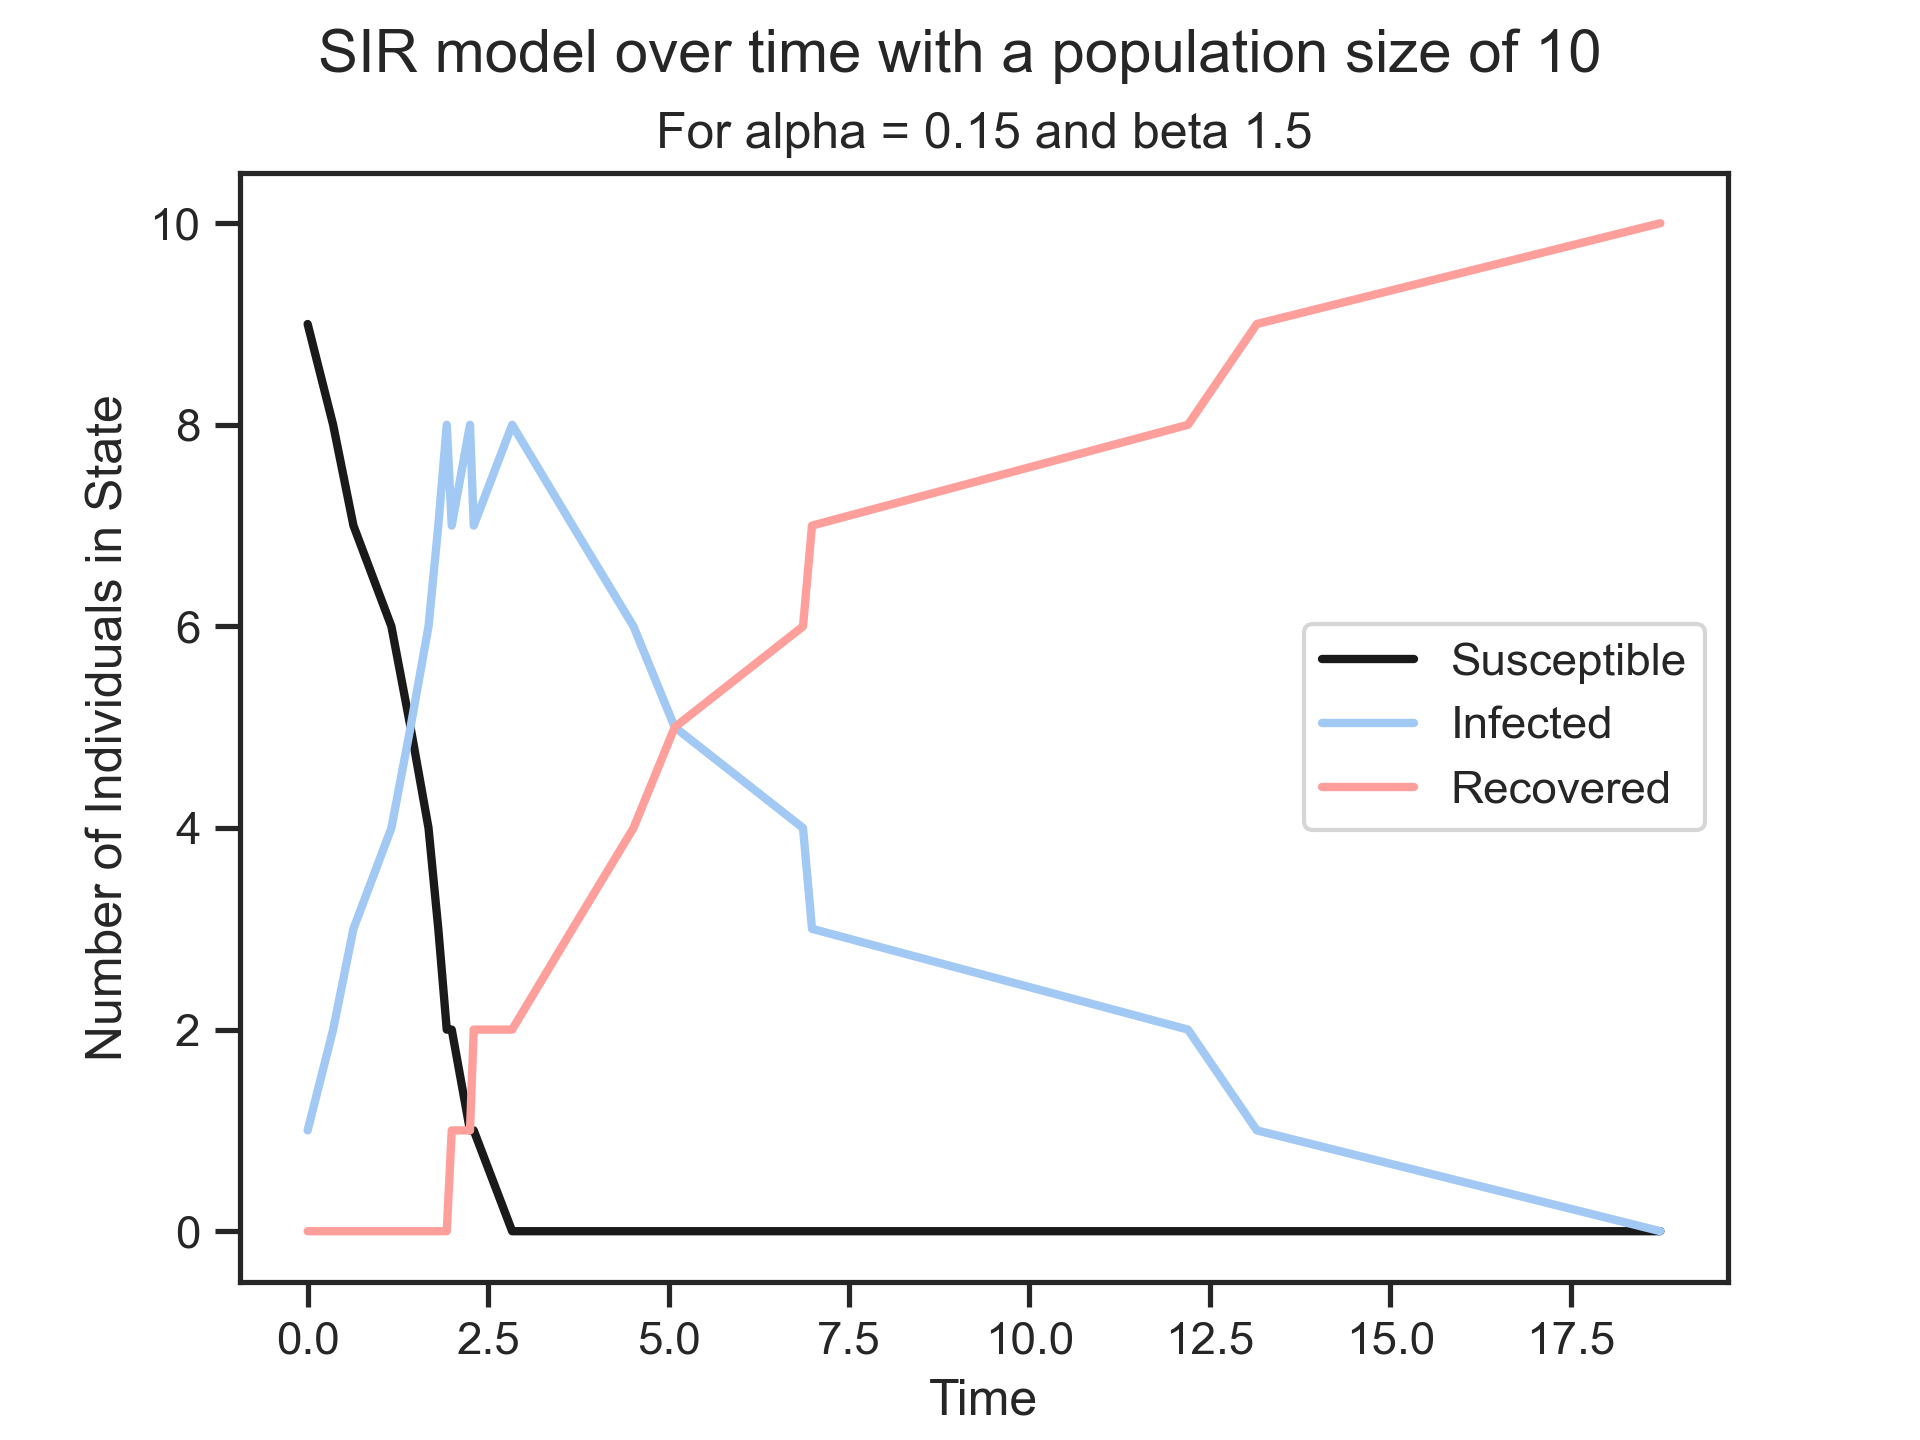 SIR model over time with a population size of 10
For alpha = 0.15 and beta 1.5
Number of Individuals in State
10
8
6
4
2
0
Susceptible
Infected
Recovered
0.0 2.5 5.0 7.5 10.0 12.5 15.0 17.5
Time